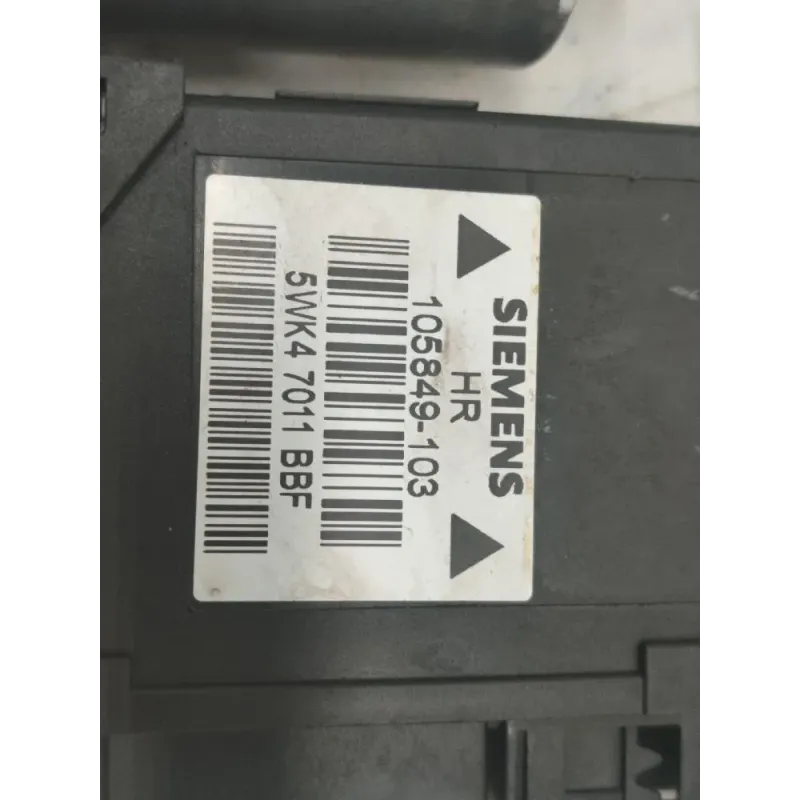 SIEMENS
HR
105849-103
5WK4 7011 BBF